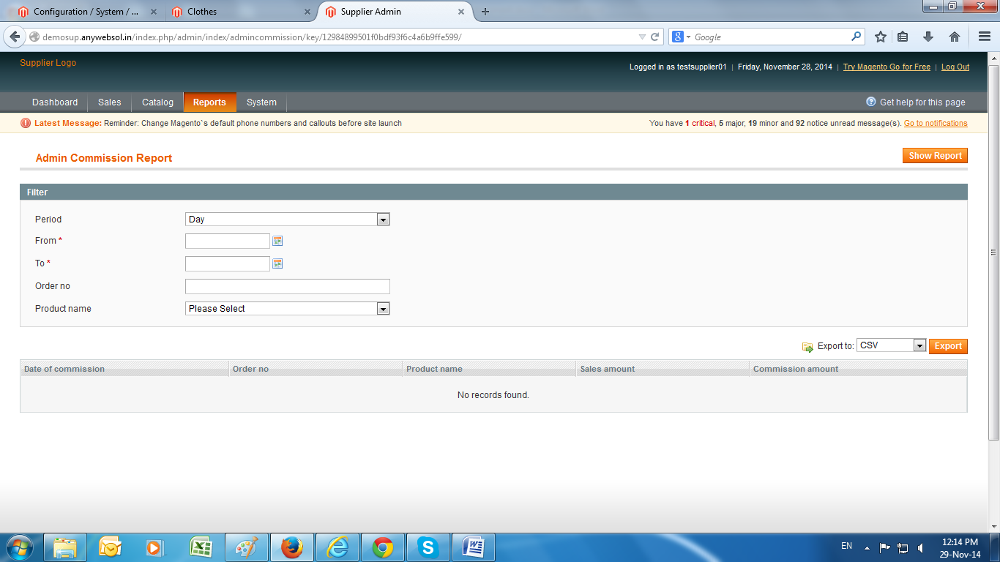 Configuration / System / ...
Clothes
Supplier Admin
demosup.anywebsol.in/index.php/admin/index/admincommission/key/12984899501f0bdf93f6c4a6b9ffe599/
8 Google
Supplier Logo
Logged in as testsupplier01 | Friday, November 28, 2014 | Try Magento Go for Free | Log Out
Dashboard Sales Catalog Reports System Get help for this page
Latest Message: Reminder: Change Magento`s default phone numbers and callouts before site launch You have 1 critical, 5 major, 19 minor and 92 notice unread message(s). Go to notifications
Admin Commission Report Show Report
Filter
Period Day
From *
To *
Order no
Product name Please Select
Export to: CSV Export
Date of commission Order no Product name Sales amount Commission amount
No records found.
EN 12:14 PM
29-Nov-14